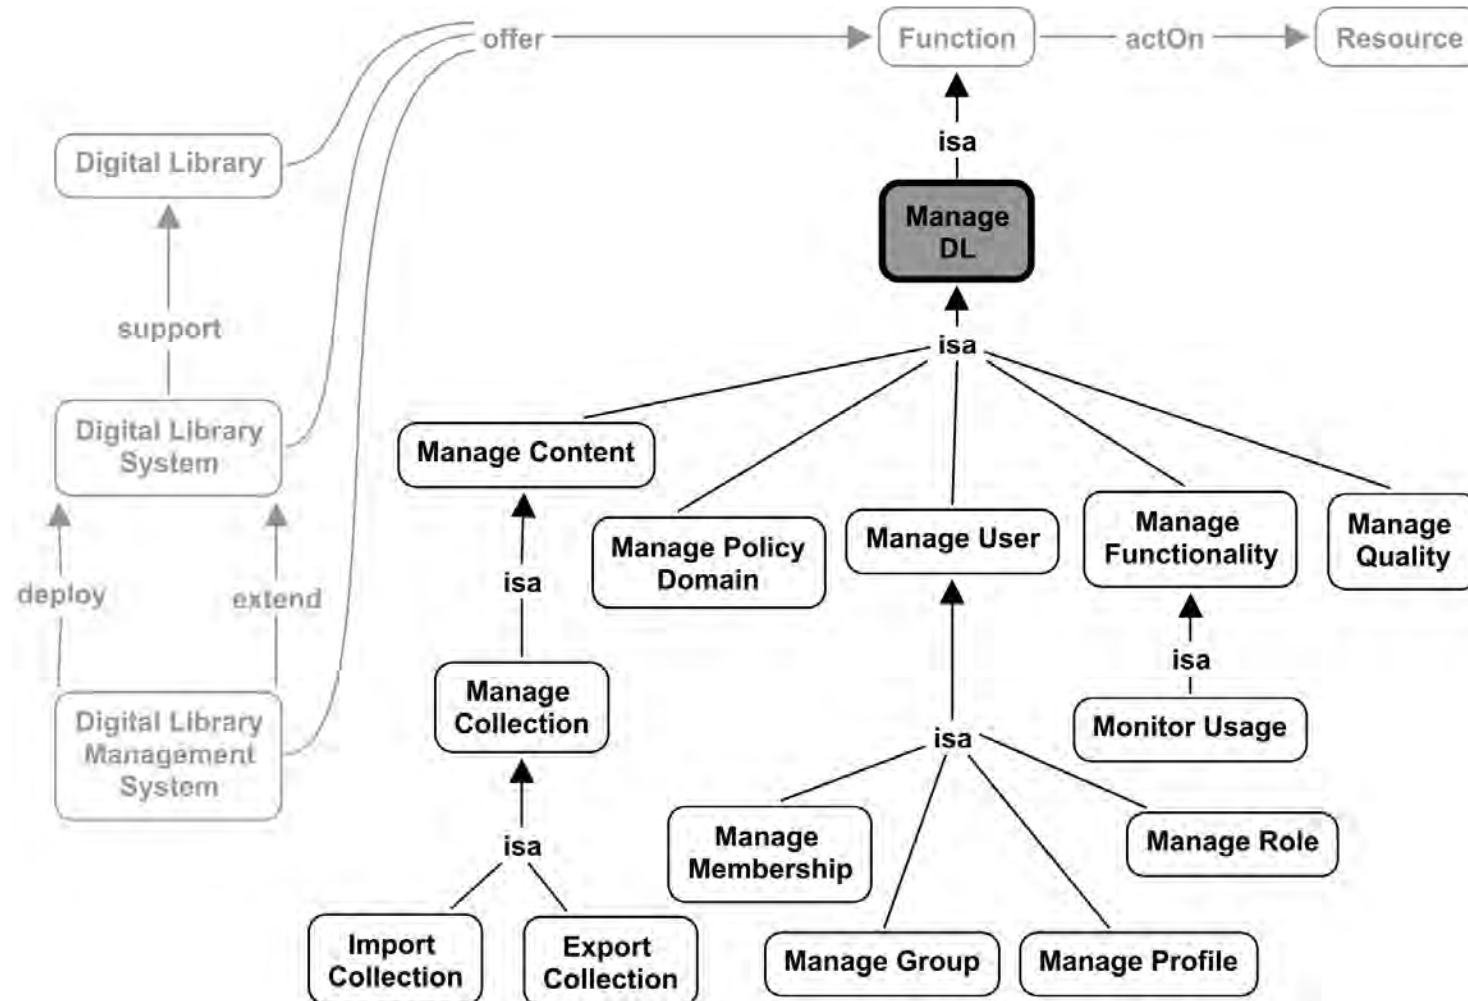 offer
Function
actOn
Resource
isa
Digital Library
Manage
DL
support
isa
Digital Library
System
Manage Content
Manage Policy
Domain
Manage User
Manage
Functionality
Manage
Quality
deploy
extend
isa
isa
Manage
Collection
Monitor Usage
Digital Library
Management
System
isa
isa
Manage
Membership
Manage Role
Import
Collection
Export
Collection
Manage Group
Manage Profile